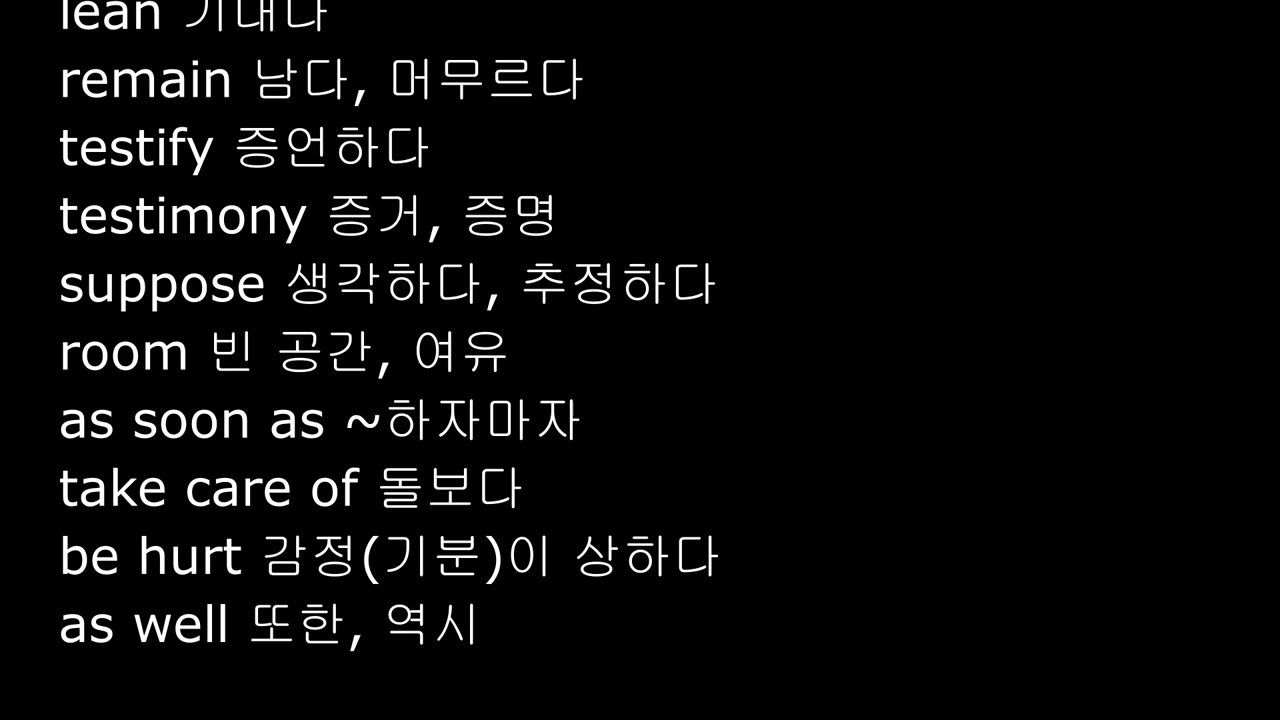 lean 기대다
remain 남다, 머무르다
testify 증언하다
testimony 증거, 증명
suppose 생각하다, 추정하다
room 빈 공간, 여유
as soon as ~하자마자
take care of 돌보다
be hurt 감정(기분)이 상하다
as well 또한, 역시